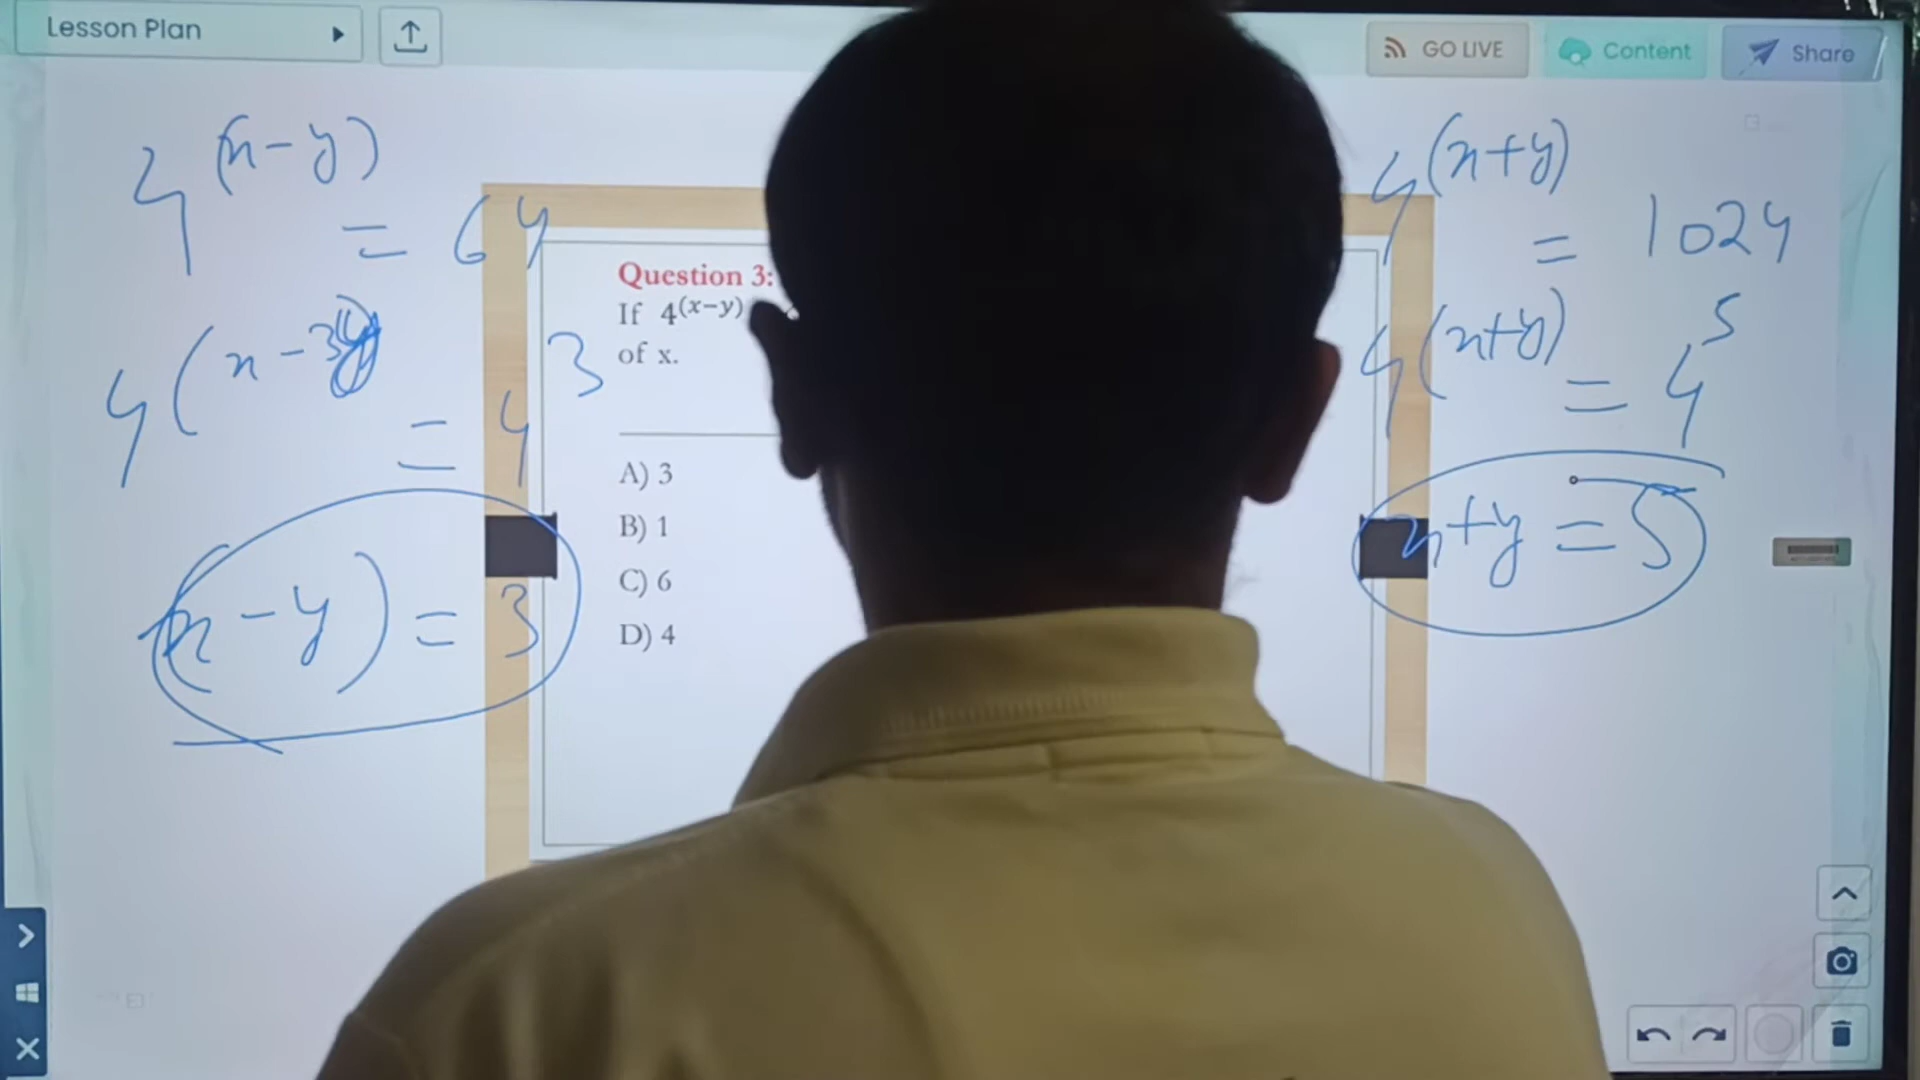 Lesson Plan
GO LIVE
Content
Share
4^(x-y)
= 64
4^(x-y)
= 4^3
(x-y) = 3
Question 3:
If 4^(x-y)
of x.
A) 3
B) 1
C) 6
D) 4
4^(x+y)
= 1024
4^(x+y) = 4^5
x+y = 5